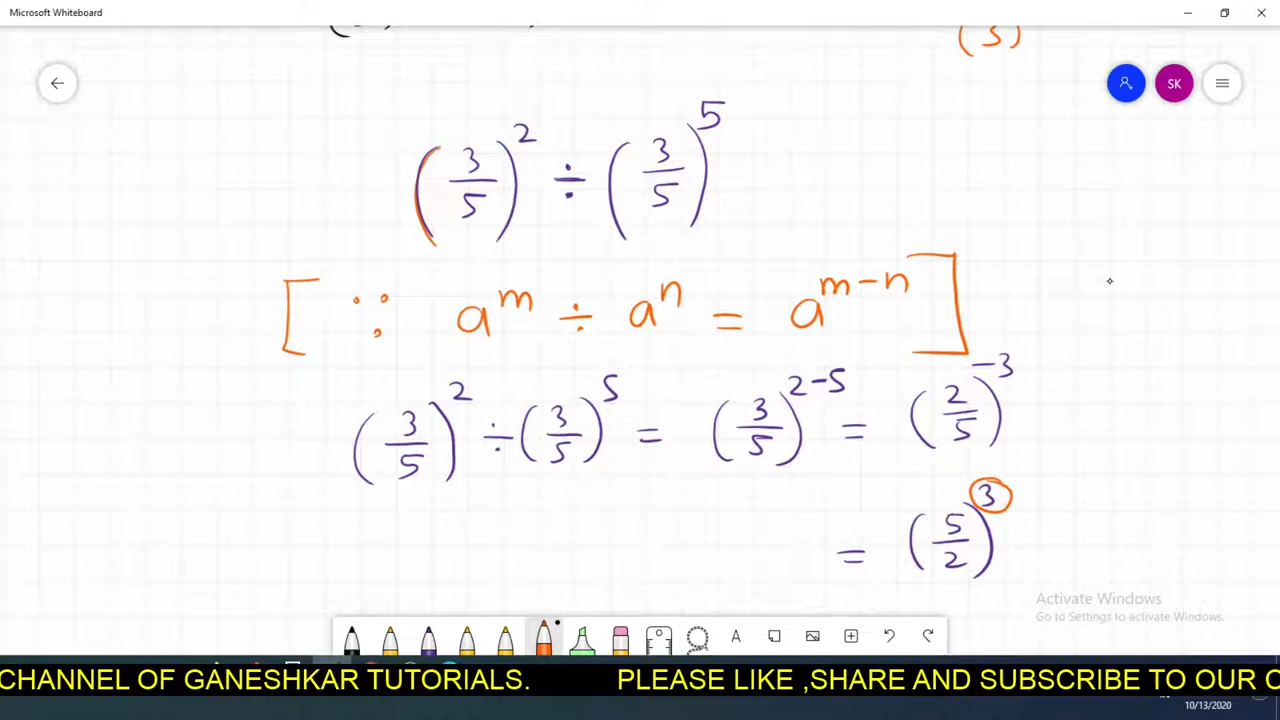 Microsoft Whiteboard
(5)
SK
(3/5)^2 ÷ (3/5)^5
[∵ a^m ÷ a^n = a^{m-n}]
(3/5)^2 ÷ (3/5)^5 = (3/5)^{2-5} = (2/5)^{-3}
= (5/2)^3
Activate Windows
Go to Settings to activate Windows.
A
CHANNEL OF GANESHKAR TUTORIALS. PLEASE LIKE ,SHARE AND SUBSCRIBE TO OUR
10/13/2020